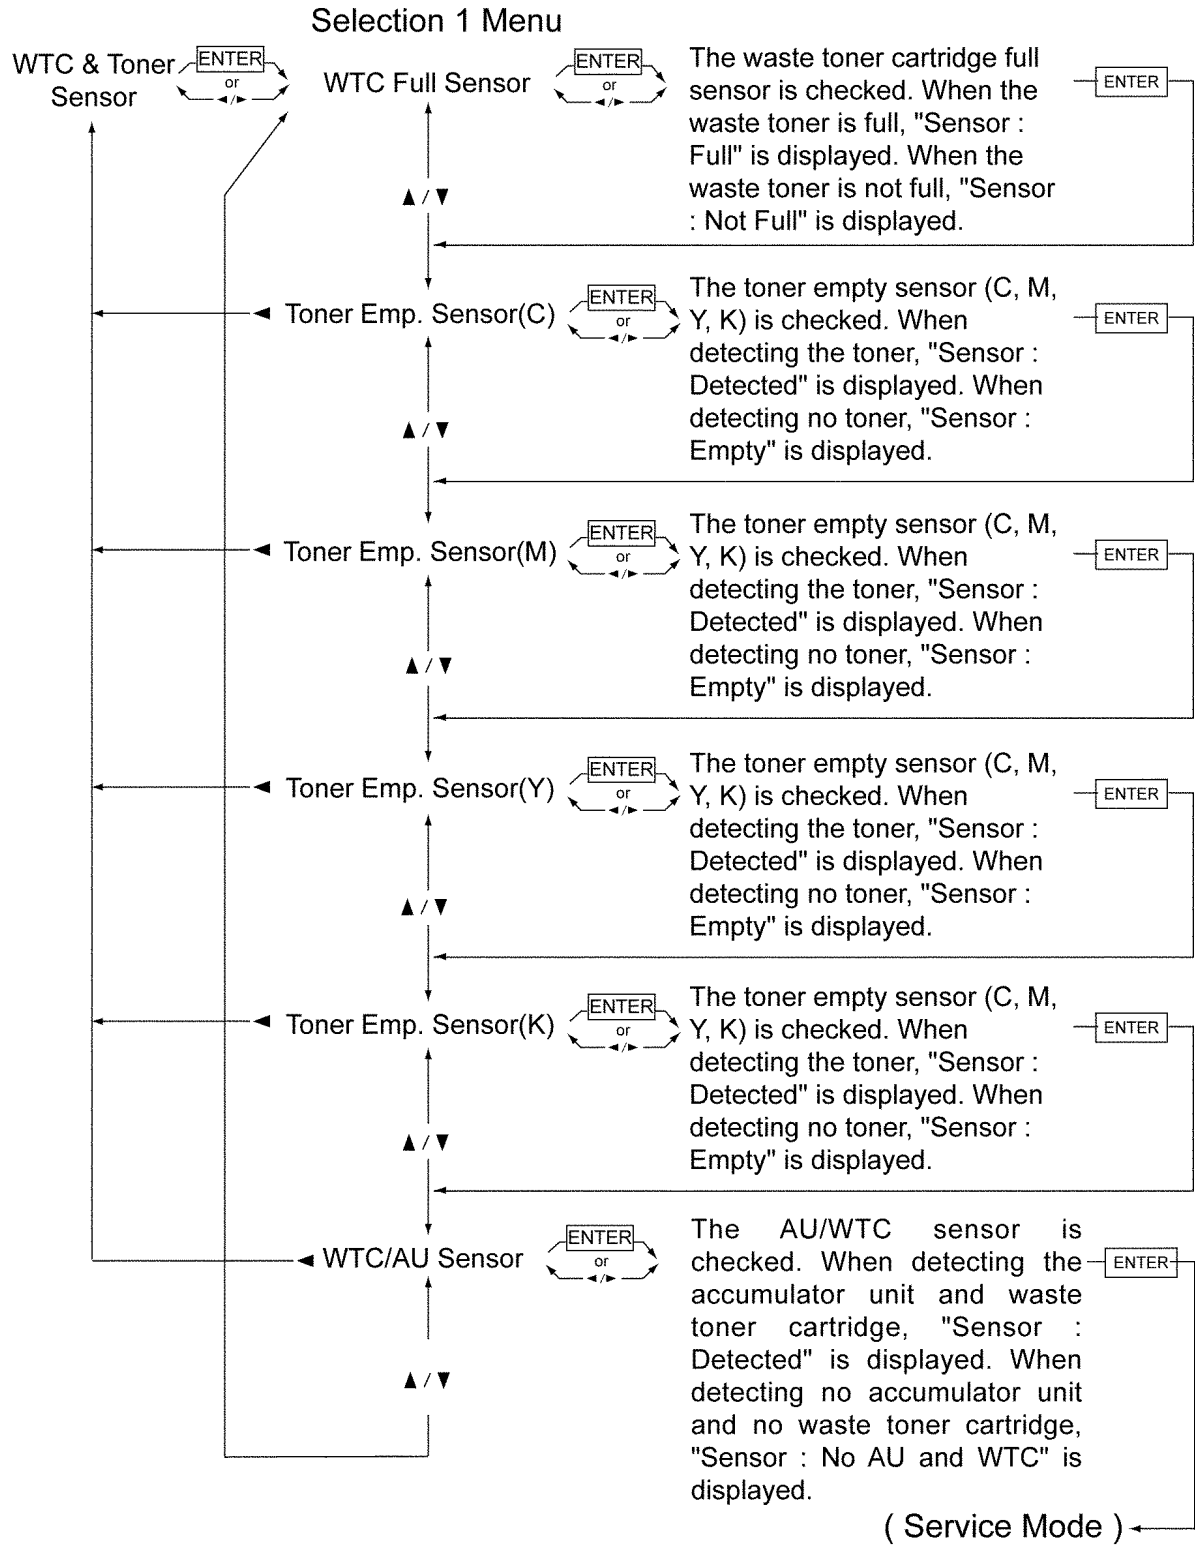 Selection 1 Menu
WTC & Toner
Sensor
ENTER
or
◄/►
WTC Full Sensor
ENTER
or
◄/►
The waste toner cartridge full
sensor is checked. When the
waste toner is full, "Sensor :
Full" is displayed. When the
waste toner is not full, "Sensor
: Not Full" is displayed.
ENTER
▲ / ▼
Toner Emp. Sensor(C)
ENTER
or
◄/►
The toner empty sensor (C, M,
Y, K) is checked. When
detecting the toner, "Sensor :
Detected" is displayed. When
detecting no toner, "Sensor :
Empty" is displayed.
ENTER
▲ / ▼
Toner Emp. Sensor(M)
ENTER
or
◄/►
The toner empty sensor (C, M,
Y, K) is checked. When
detecting the toner, "Sensor :
Detected" is displayed. When
detecting no toner, "Sensor :
Empty" is displayed.
ENTER
▲ / ▼
Toner Emp. Sensor(Y)
ENTER
or
◄/►
The toner empty sensor (C, M,
Y, K) is checked. When
detecting the toner, "Sensor :
Detected" is displayed. When
detecting no toner, "Sensor :
Empty" is displayed.
ENTER
▲ / ▼
Toner Emp. Sensor(K)
ENTER
or
◄/►
The toner empty sensor (C, M,
Y, K) is checked. When
detecting the toner, "Sensor :
Detected" is displayed. When
detecting no toner, "Sensor :
Empty" is displayed.
ENTER
▲ / ▼
WTC/AU Sensor
ENTER
or
◄/►
The AU/WTC sensor is
checked. When detecting the
accumulator unit and waste
toner cartridge, "Sensor :
Detected" is displayed. When
detecting no accumulator unit
and no waste toner cartridge,
"Sensor : No AU and WTC" is
displayed.
ENTER
▲ / ▼
( Service Mode )